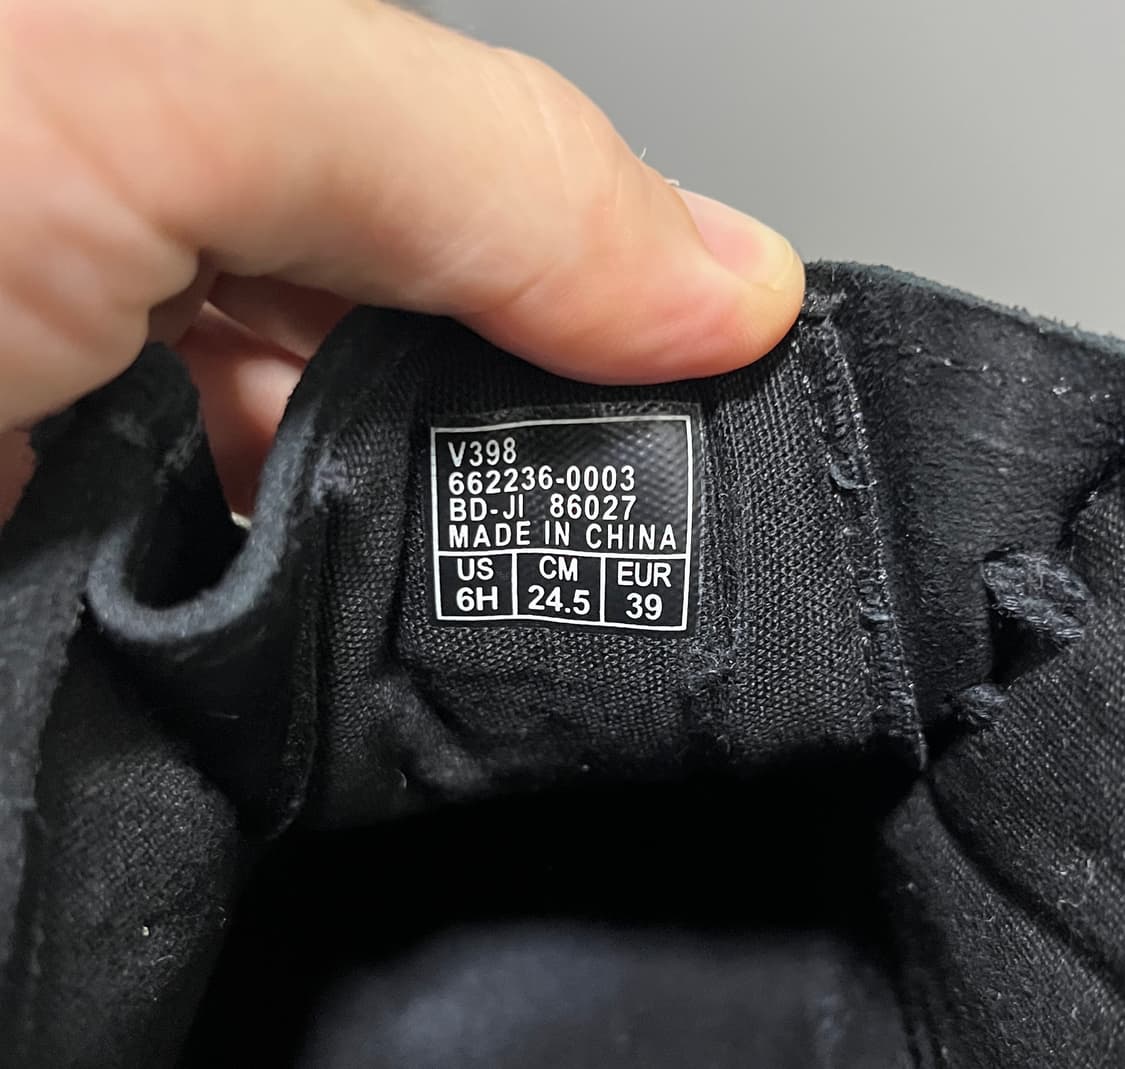 V398
662236-0003
BD-JI 86027
MADE IN CHINA
US CM EUR
6H 24.5 39